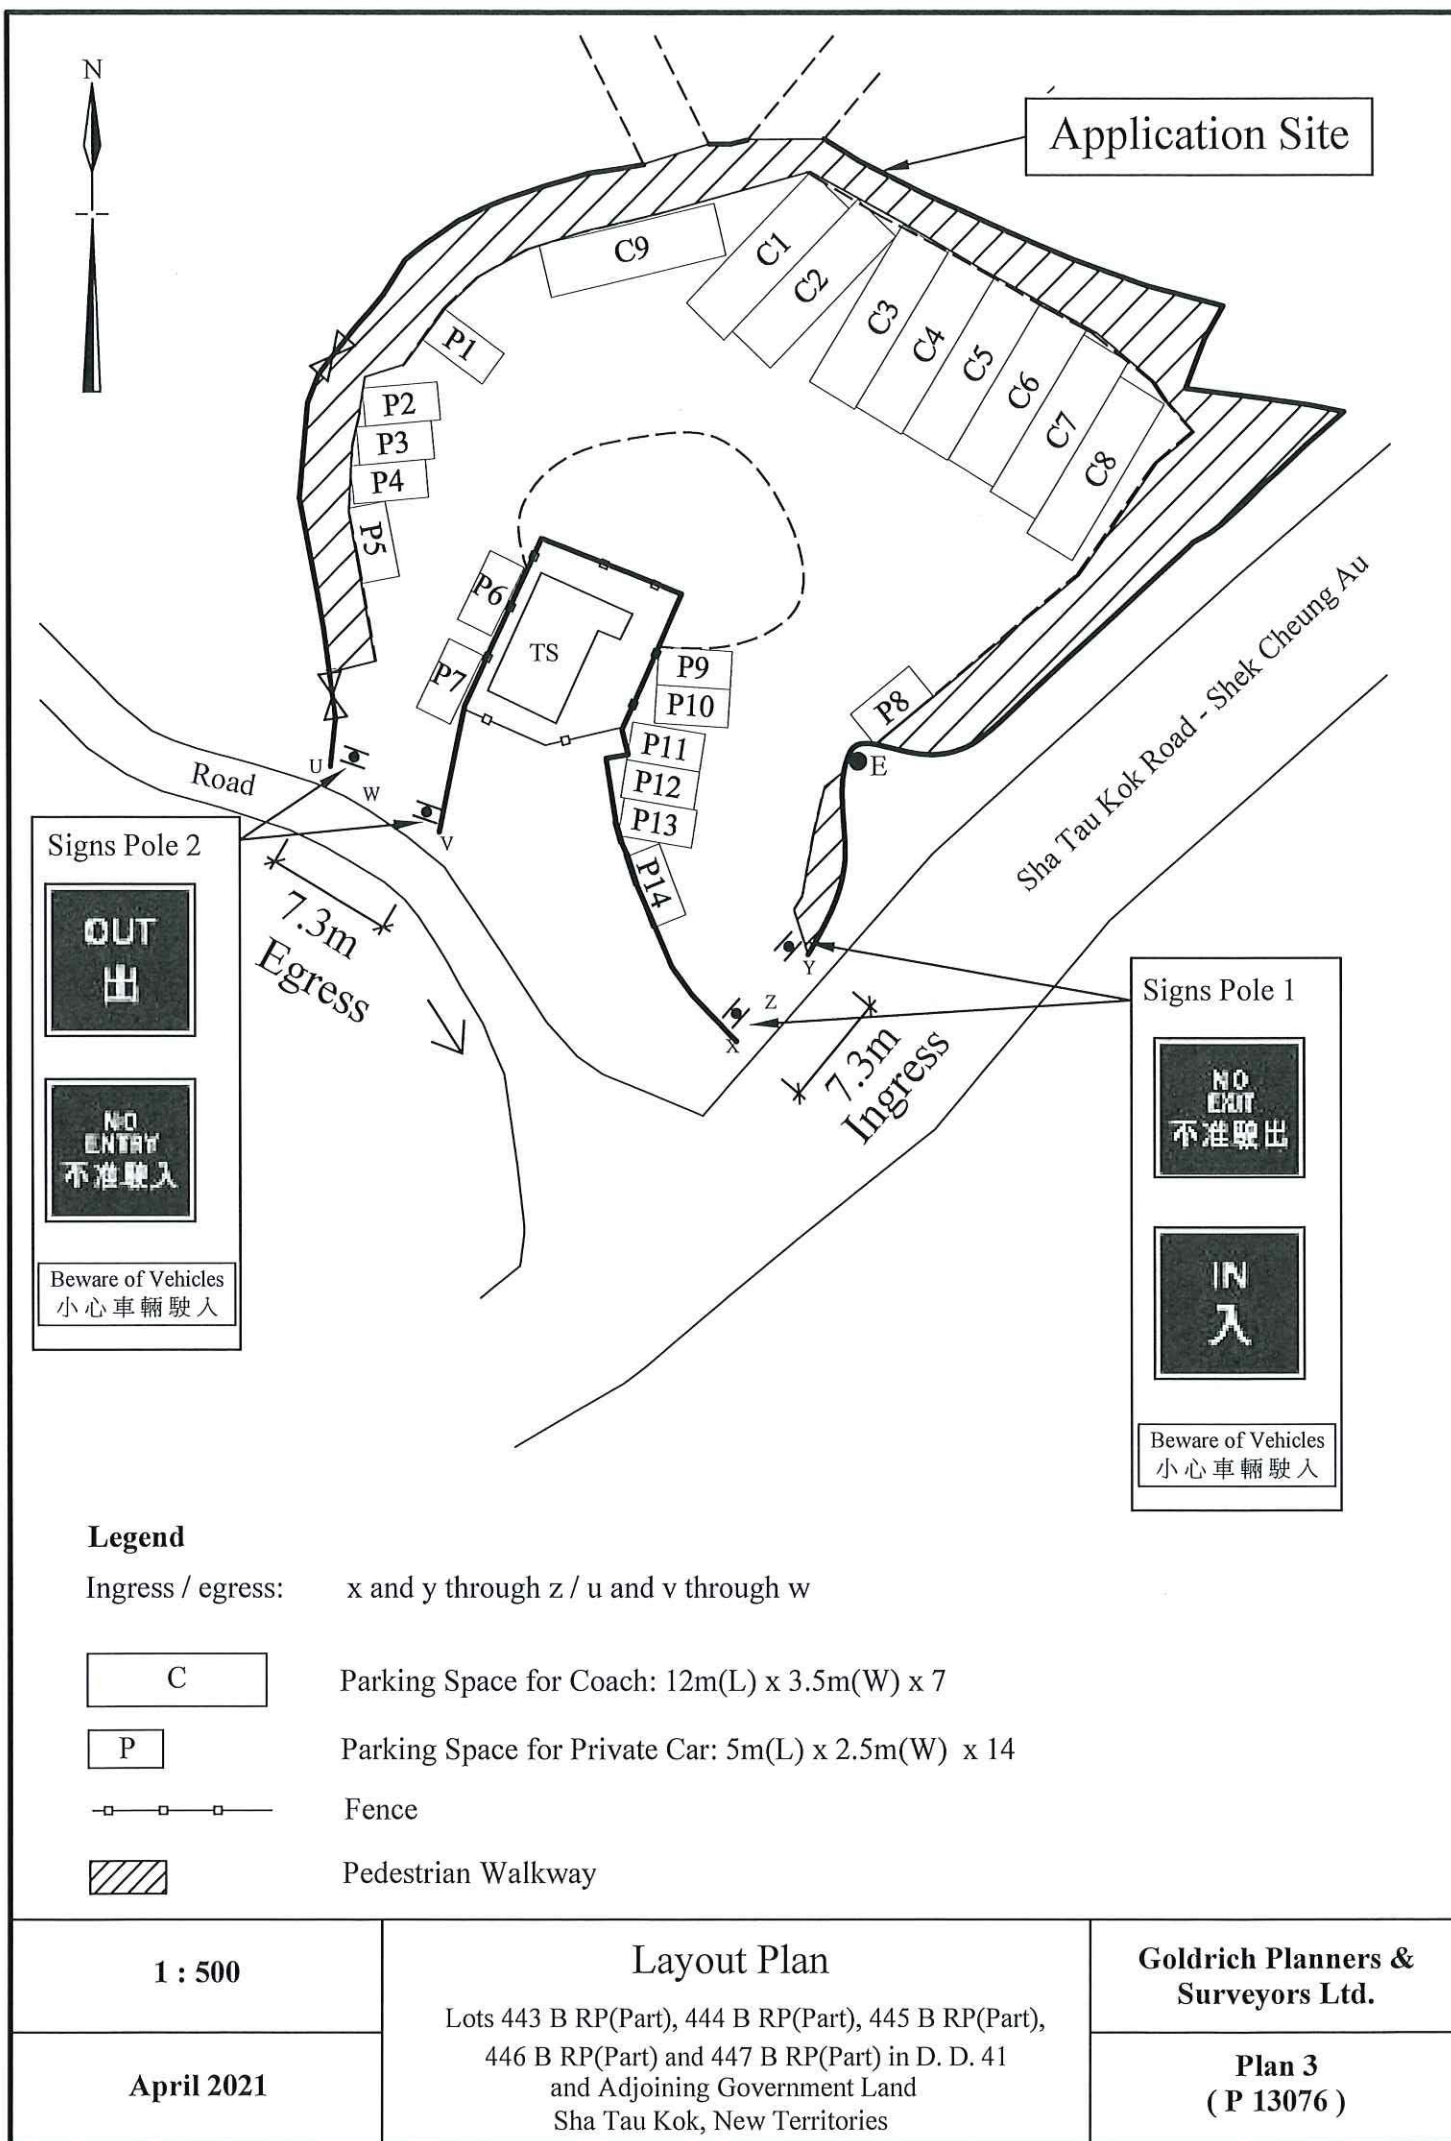 N
Application Site
C9
C1
C2
C3
C4
C5
C6
C7
C8
P1
P2
P3
P4
P5
P6
P7
TS
P9
P10
P11
P12
P13
P14
P8
E
U
W
V
Road
Y
Z
X
Sha Tau Kok Road - Shek Cheung Au
7.3m
Egress
7.3m
Ingress
Signs Pole 2
OUT
出
NO
ENTRY
不准駛入
Beware of Vehicles
小心車輛駛入
Signs Pole 1
NO
EXIT
不准駛出
IN
入
Beware of Vehicles
小心車輛駛入
Legend
Ingress / egress: x and y through z / u and v through w
C Parking Space for Coach: 12m(L) x 3.5m(W) x 7
P Parking Space for Private Car: 5m(L) x 2.5m(W) x 14
Fence
Pedestrian Walkway
1 : 500
April 2021
Layout Plan
Lots 443 B RP(Part), 444 B RP(Part), 445 B RP(Part),
446 B RP(Part) and 447 B RP(Part) in D. D. 41
and Adjoining Government Land
Sha Tau Kok, New Territories
Goldrich Planners &
Surveyors Ltd.
Plan 3
( P 13076 )